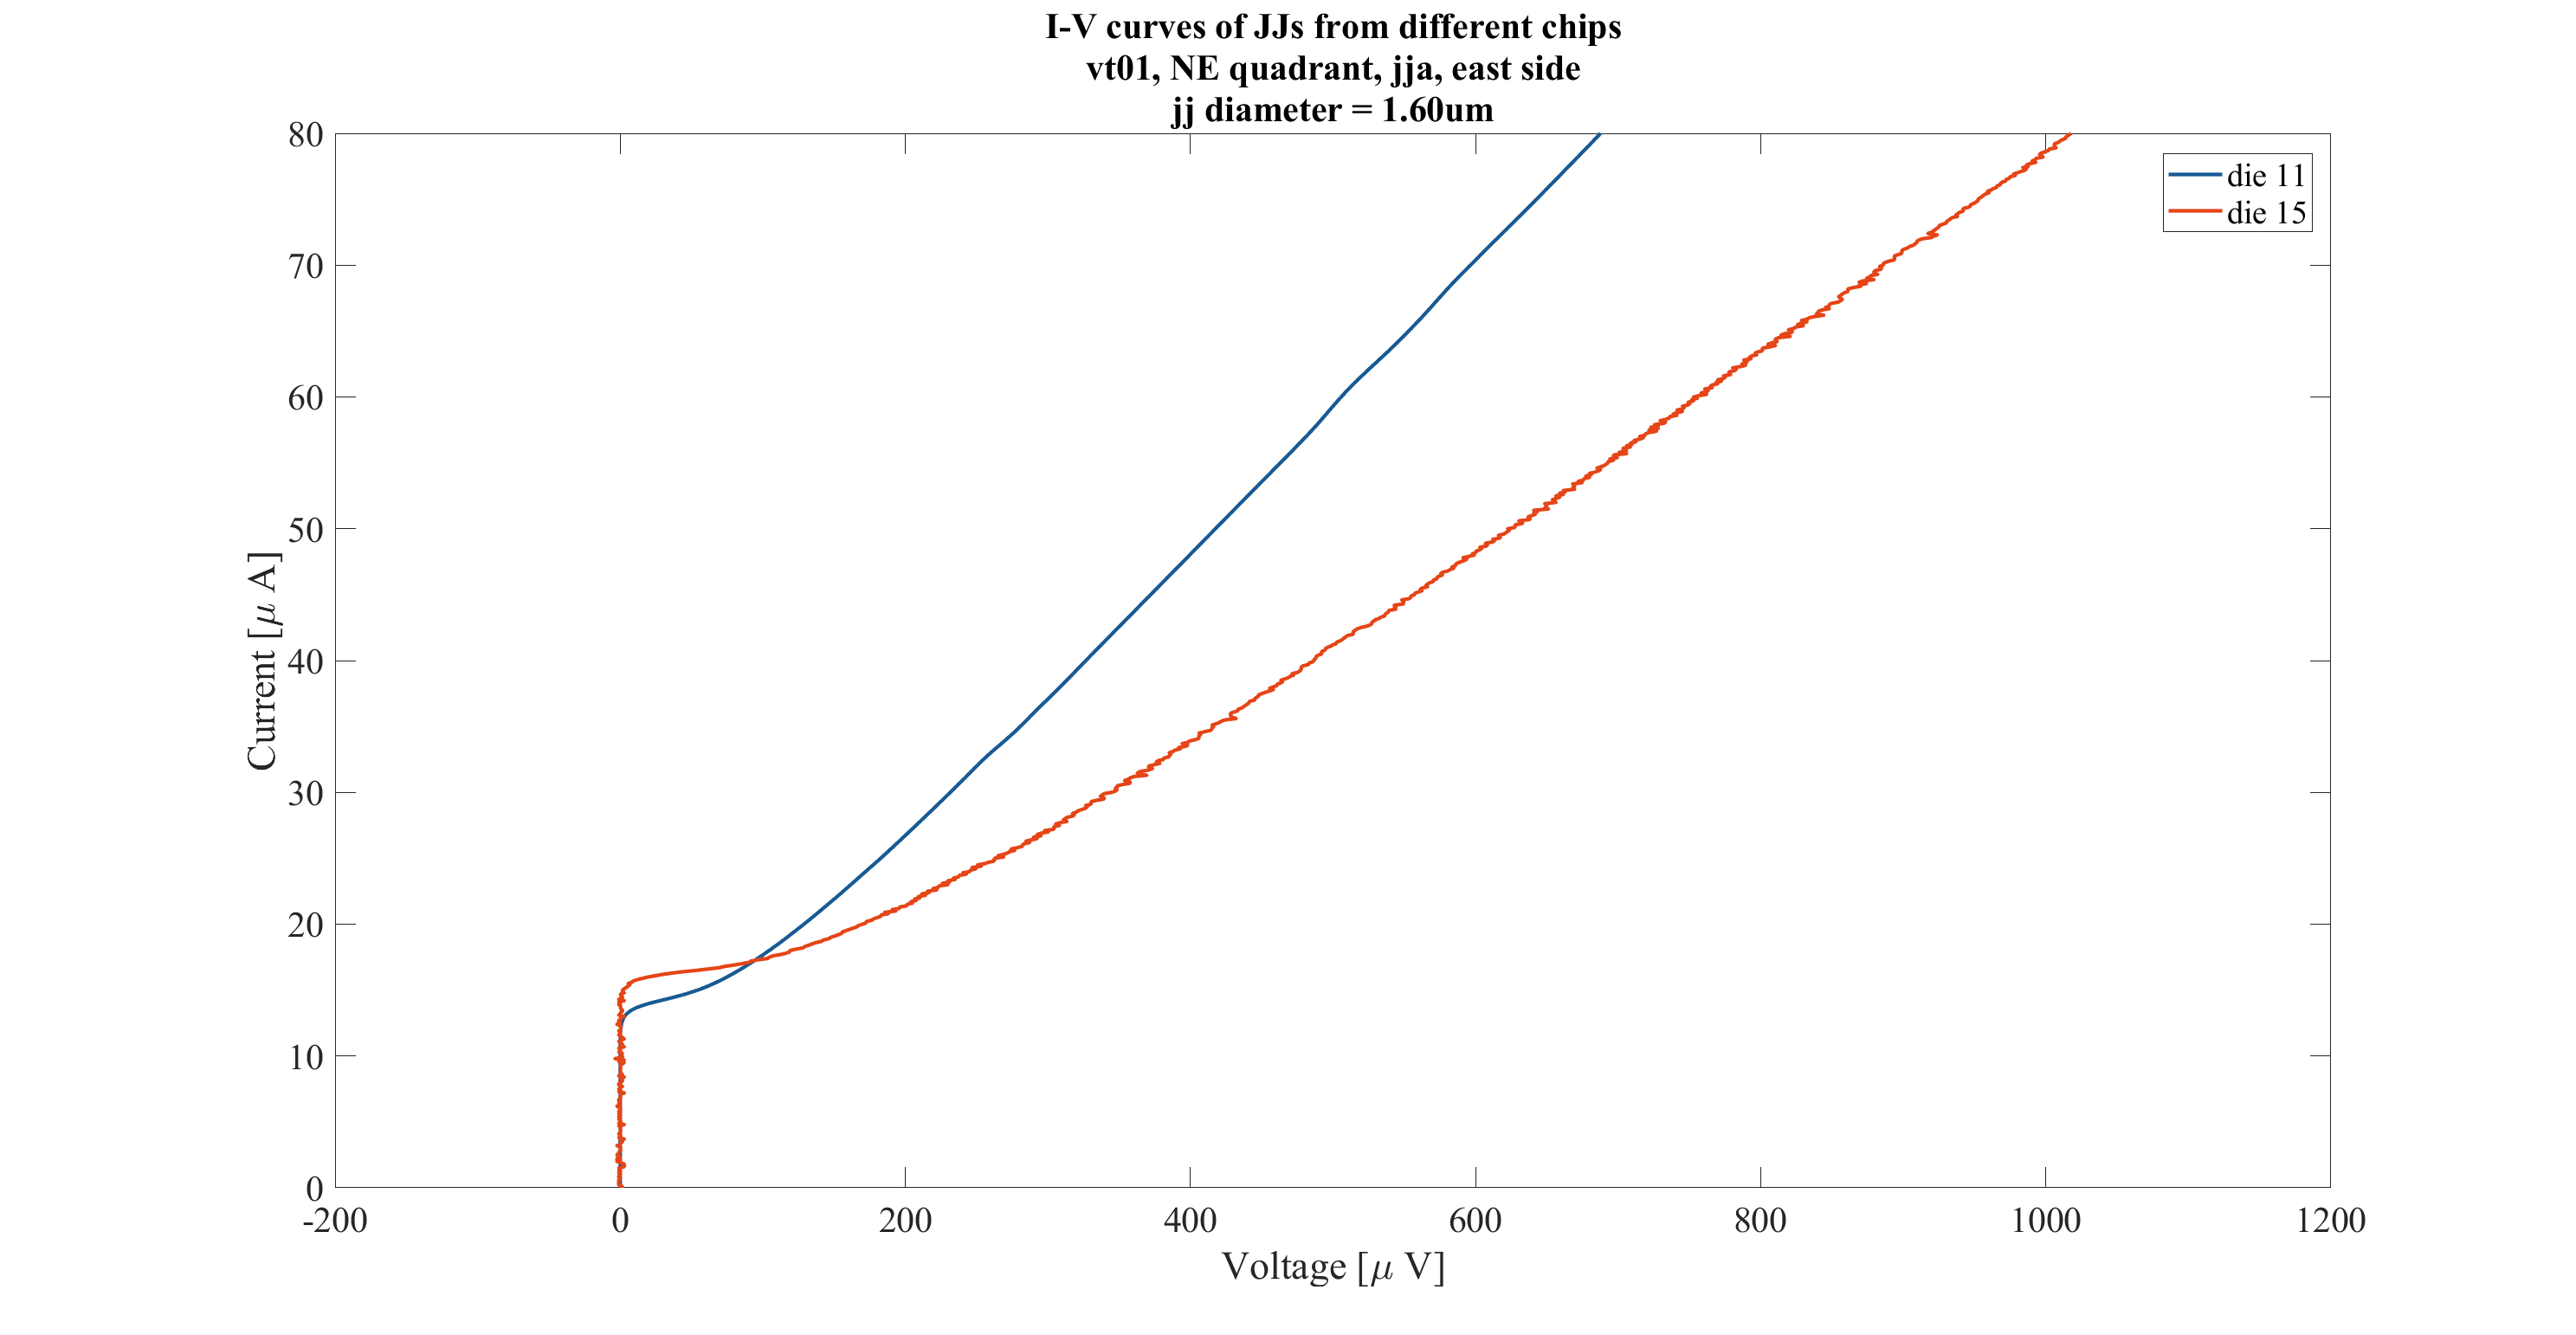 I-V curves of JJs from different chips
vt01, NE quadrant, jja, east side
jj diameter = 1.60um
80
70
60
50
40
30
20
10
0
Current [μ A]
die 11
die 15
-200 0 200 400 600 800 1000 1200
Voltage [μ V]